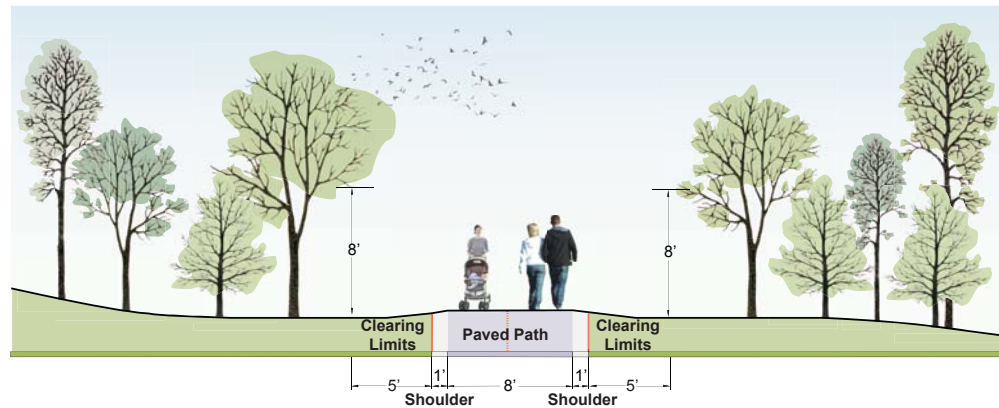 8’
8’
Clearing
Limits
Paved Path
Clearing
Limits
5’
1’
8’
1’
5’
Shoulder
Shoulder